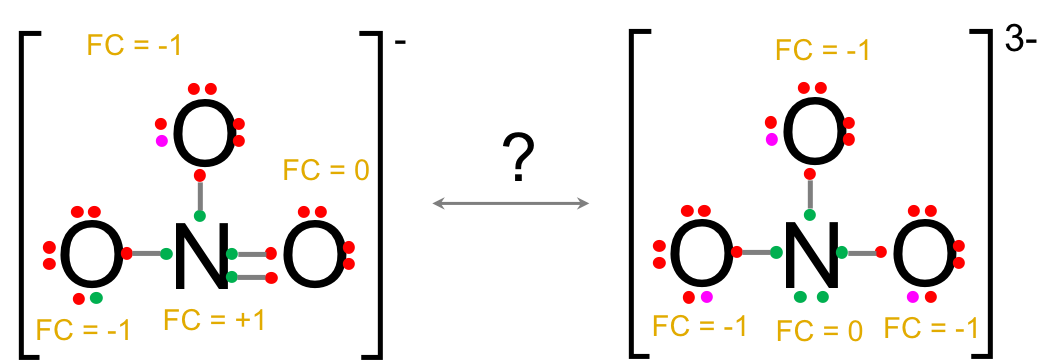 FC = -1
-
O
FC = 0
O N O
FC = -1
FC = +1
?
3-
FC = -1
O
O N O
FC = -1
FC = 0
FC = -1